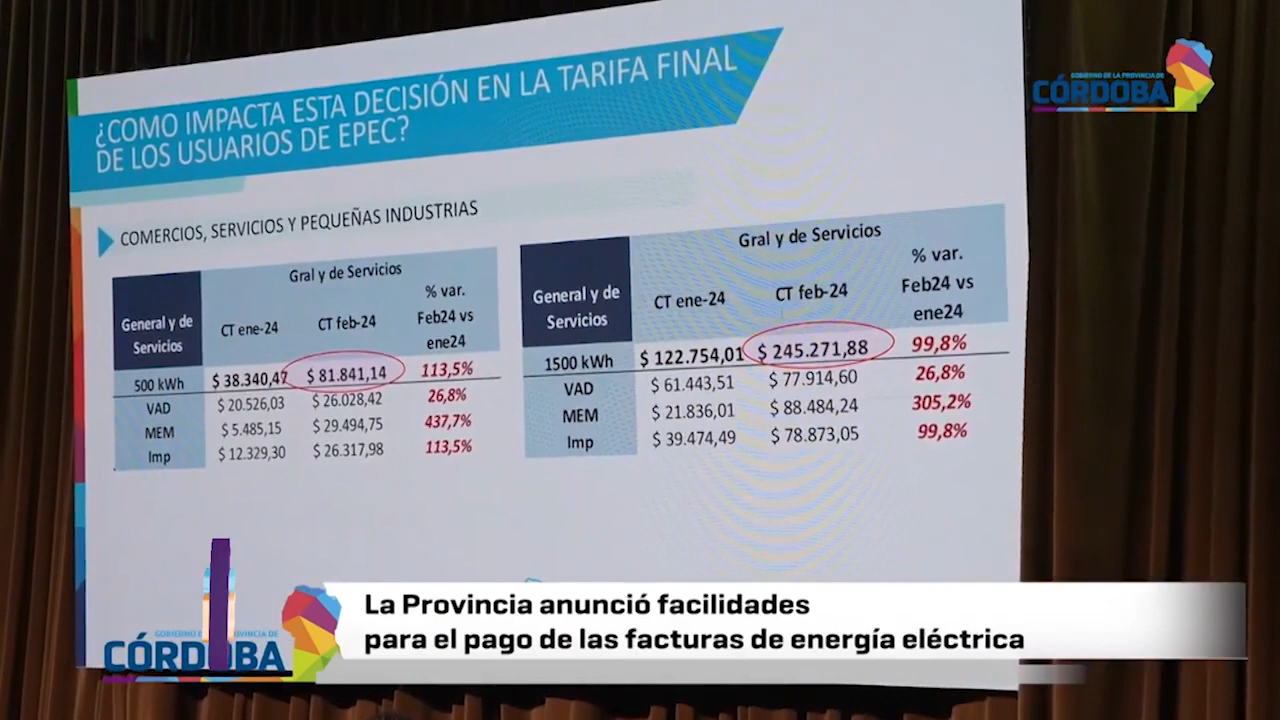 ¿COMO IMPACTA ESTA DECISIÓN EN LA TARIFA FINAL
DE LOS USUARIOS DE EPEC?
GOBIERNO DE LA PROVINCIA DE
CÓRDOBA
COMERCIOS, SERVICIOS Y PEQUEÑAS INDUSTRIAS
General y de Servicios
Gral y de Servicios
CT ene-24 CT feb-24 % var. Feb24 vs ene24
500 kWh $ 38.340,47 $ 81.841,14 113,5%
VAD $ 20.526,03 $ 26.028,42 26,8%
MEM $ 5.485,15 $ 29.494,75 437,7%
Imp $ 12.329,30 $ 26.317,98 113,5%
General y de Servicios
Gral y de Servicios
CT ene-24 CT feb-24 % var. Feb24 vs ene24
1500 kWh $ 122.754,01 $ 245.271,88 99,8%
VAD $ 61.443,51 $ 77.914,60 26,8%
MEM $ 21.836,01 $ 88.484,24 305,2%
Imp $ 39.474,49 $ 78.873,05 99,8%
La Provincia anunció facilidades
para el pago de las facturas de energía eléctrica
CÓRDOBA